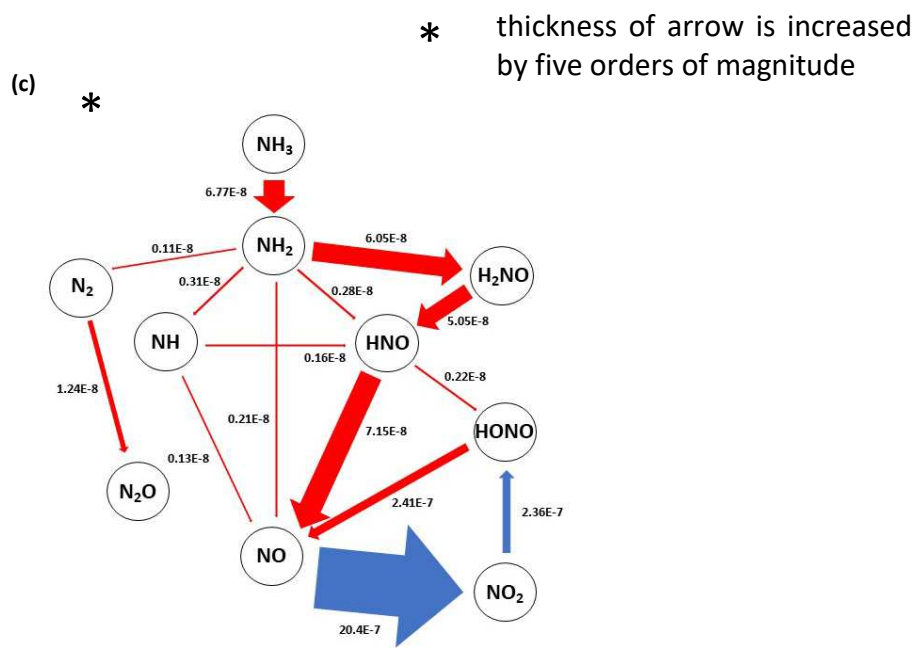 * thickness of arrow is increased
by five orders of magnitude
(c)
*
NH₃
6.77E-8
NH₂
0.11E-8
6.05E-8
N₂
0.31E-8
0.28E-8
H₂NO
NH
HNO
5.05E-8
0.16E-8
0.22E-8
1.24E-8
0.21E-8
7.15E-8
HONO
0.13E-8
N₂O
2.41E-7
2.36E-7
NO
NO₂
20.4E-7